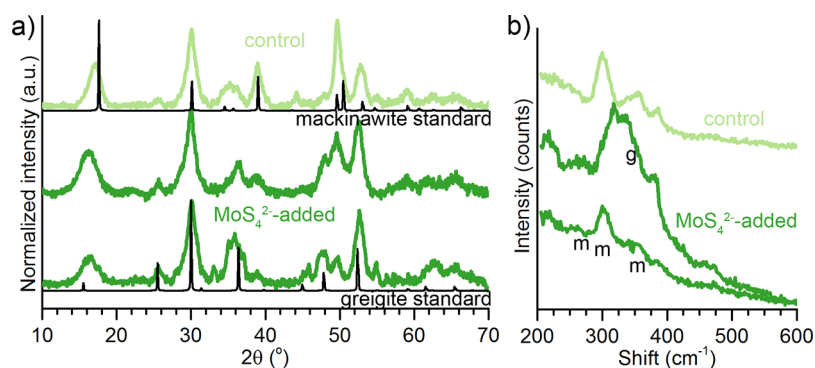 a)
Normalized intensity (a.u.)
control
mackinawite standard
MoS₄²⁻-added
greigite standard
10 20 30 40 50 60 70
2θ (°)
b)
Intensity (counts)
control
g
MoS₄²⁻-added
m m m
200 300 400 500 600
Shift (cm⁻¹)